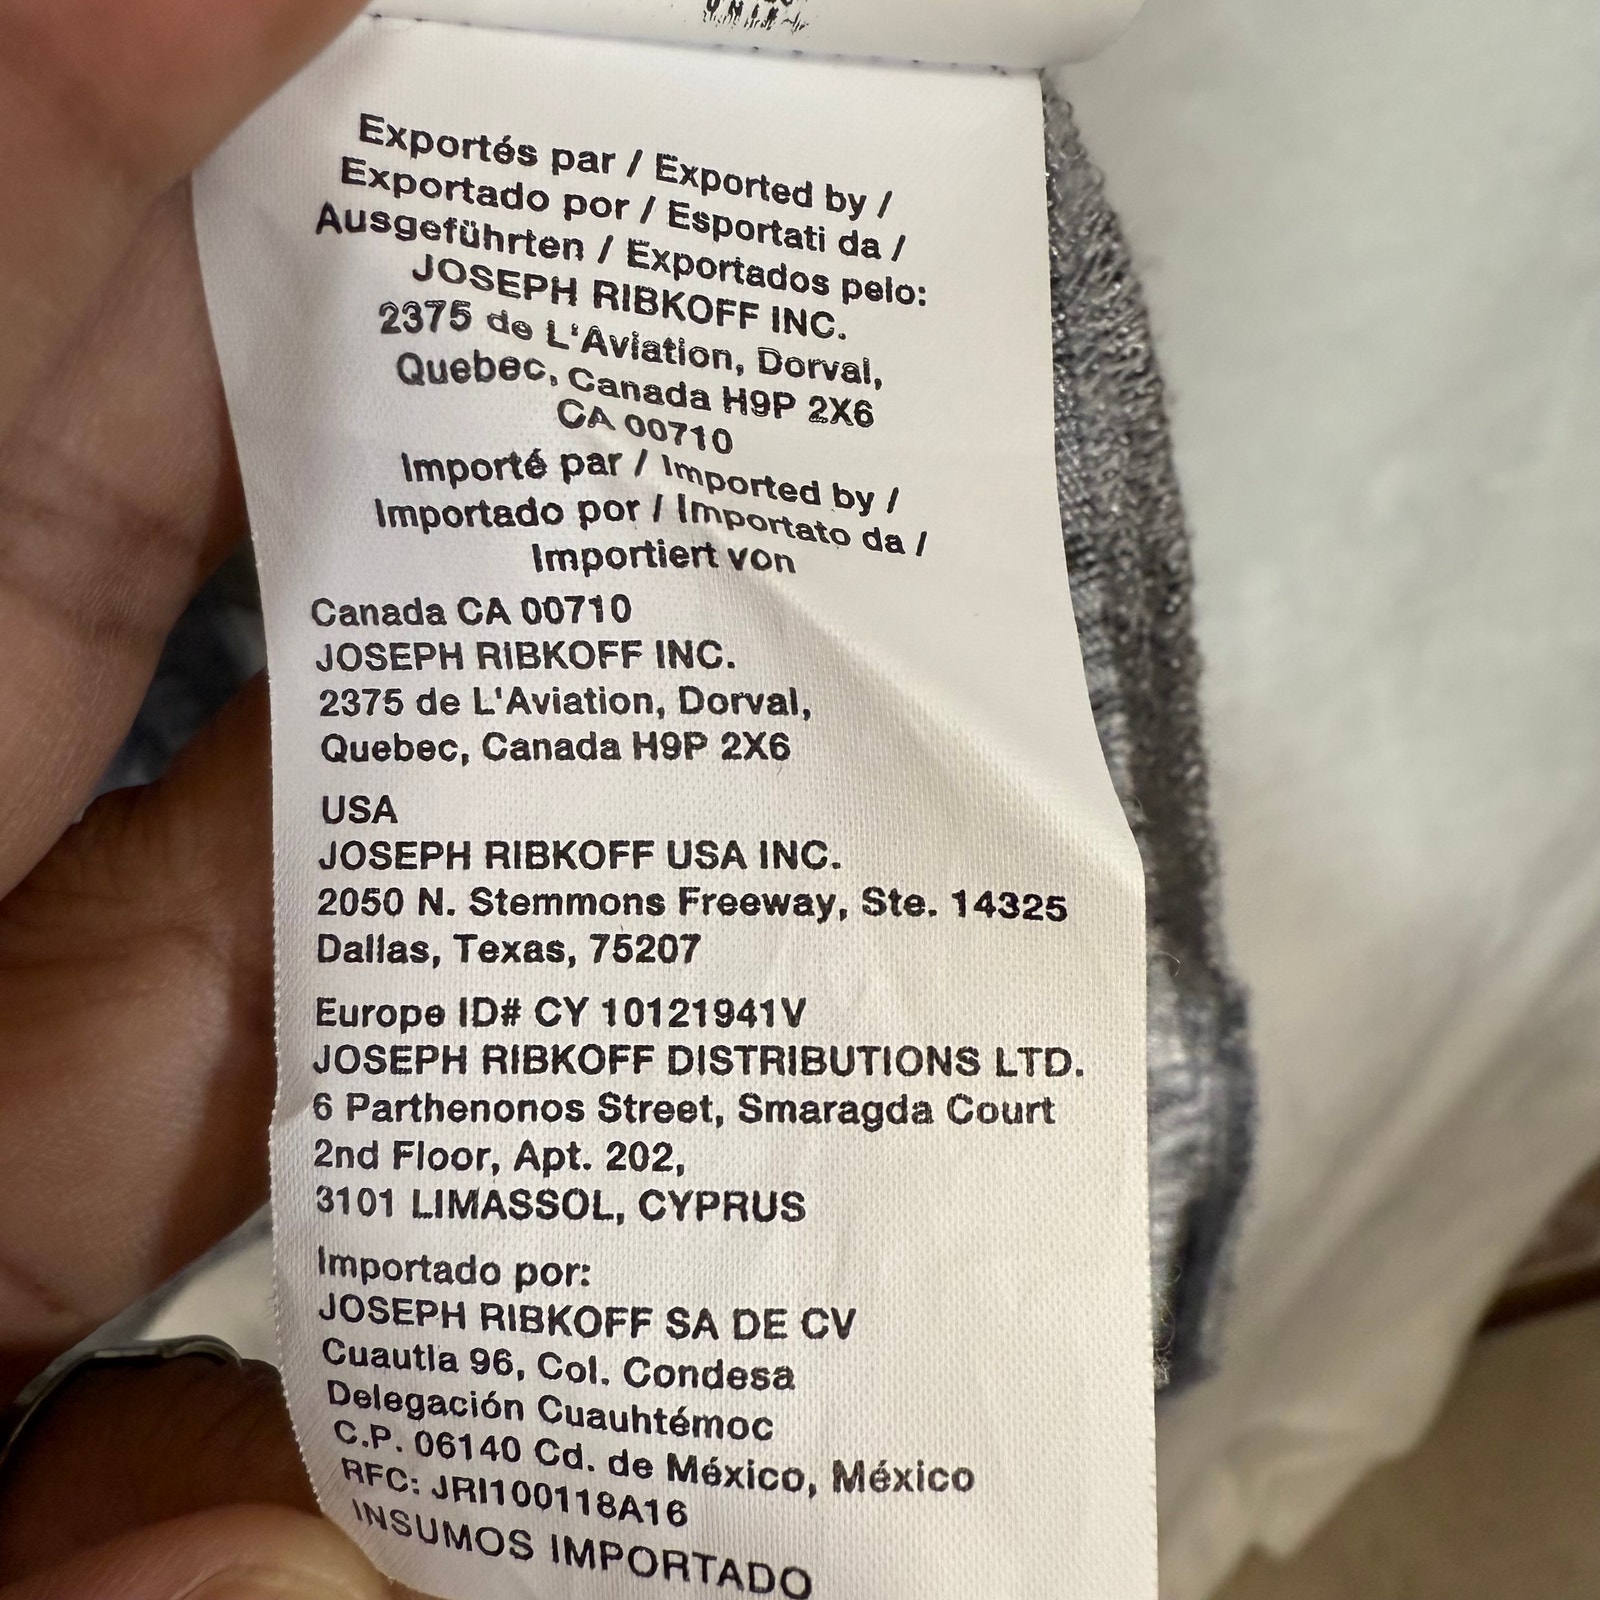 Exportés par / Exported by /
Exportado por / Esportati da /
Ausgeführten / Exportados pelo:
JOSEPH RIBKOFF INC.
2375 de L'Aviation, Dorval,
Quebec, Canada H9P 2X6
CA 00710
Importé par / Imported by /
Importado por / Importato da /
Importiert von
Canada CA 00710
JOSEPH RIBKOFF INC.
2375 de L'Aviation, Dorval,
Quebec, Canada H9P 2X6
USA
JOSEPH RIBKOFF USA INC.
2050 N. Stemmons Freeway, Ste. 14325
Dallas, Texas, 75207
Europe ID# CY 10121941V
JOSEPH RIBKOFF DISTRIBUTIONS LTD.
6 Parthenonos Street, Smaragda Court
2nd Floor, Apt. 202,
3101 LIMASSOL, CYPRUS
Importado por:
JOSEPH RIBKOFF SA DE CV
Cuautla 96, Col. Condesa
Delegación Cuauhtémoc
C.P. 06140 Cd. de México, México
RFC: JRI100118A16
INSUMOS IMPORTADO